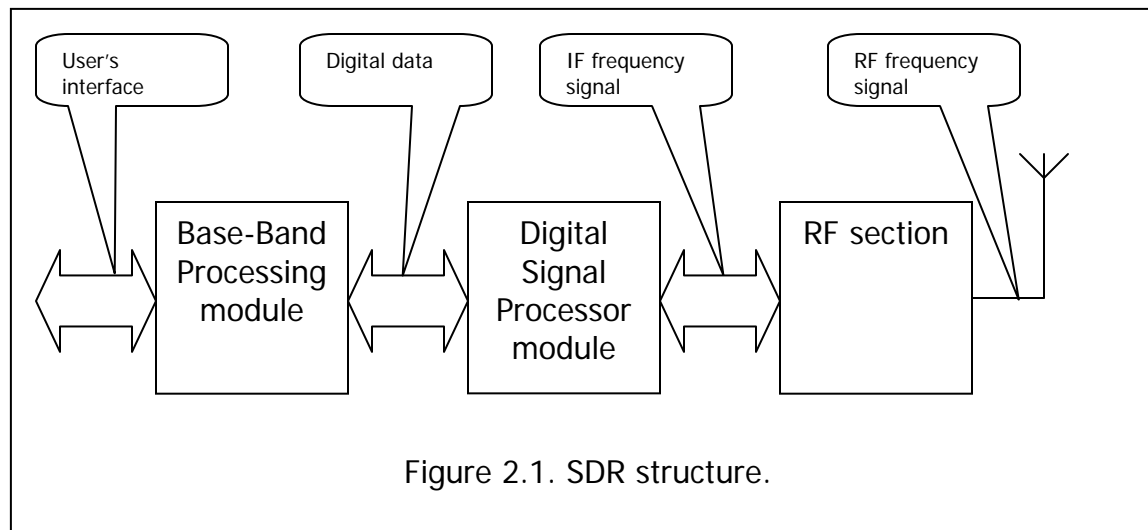 User's
interface
Digital data
IF frequency
signal
RF frequency
signal
Base-Band
Processing
module
Digital
Signal
Processor
module
RF section
Figure 2.1. SDR structure.